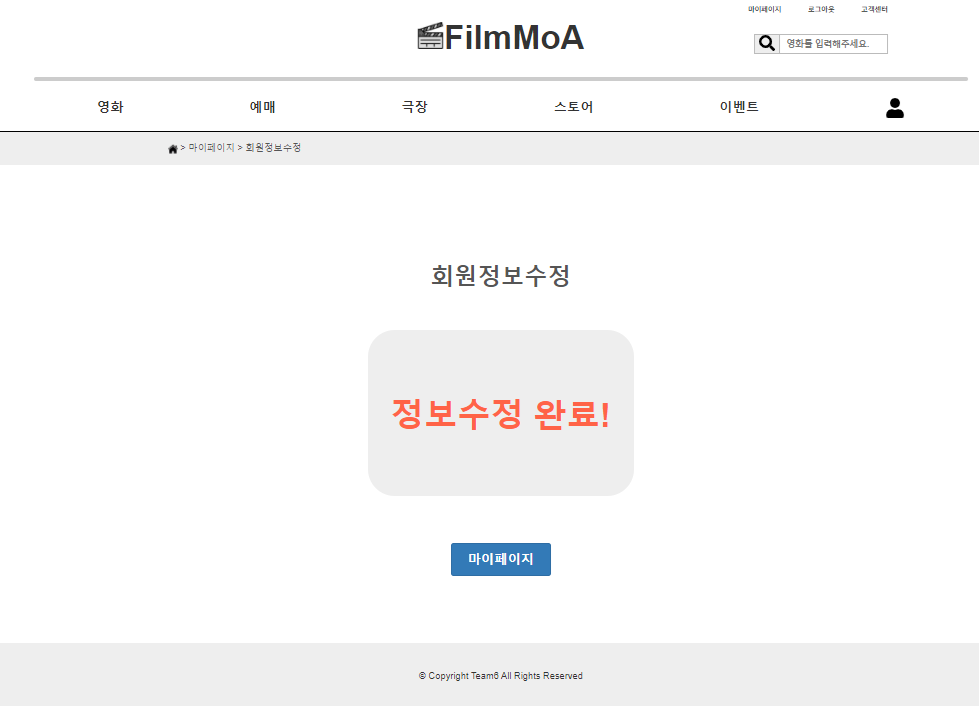 마이페이지 로그아웃 고객센터
FilmMoA
영화를 입력해주세요.
영화 예매 극장 스토어 이벤트
> 마이페이지 > 회원정보수정
회원정보수정
정보수정 완료!
마이페이지
© Copyright Team6 All Rights Reserved